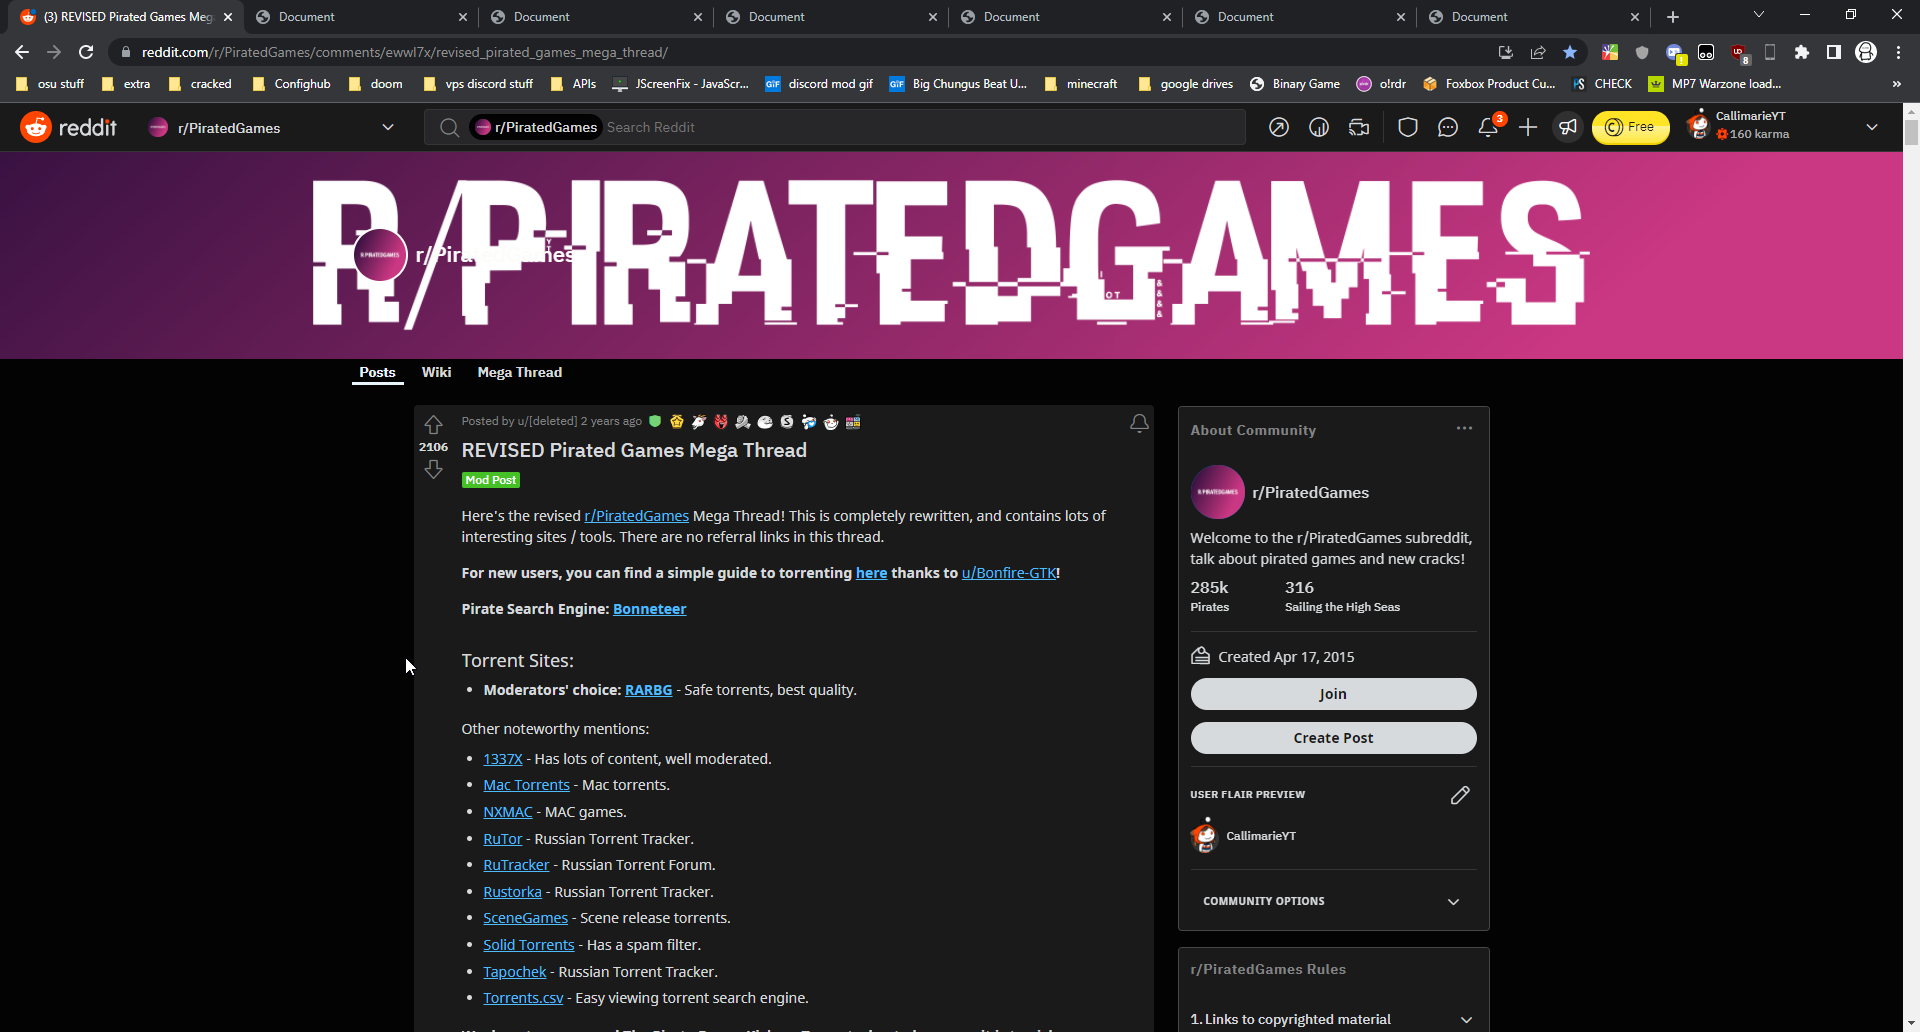 (3) REVISED Pirated Games Meg
Document
Document
Document
Document
Document
Document
reddit.com/r/PiratedGames/comments/ewwl7x/revised_pirated_games_mega_thread/
osu stuff
extra
cracked
Confighub
doom
vps discord stuff
APIs
JScreenFix - JavaScr...
discord mod gif
Big Chungus Beat U...
minecraft
google drives
Binary Game
o!rdr
Foxbox Product Cu...
CHECK
MP7 Warzone load...
reddit
r/PiratedGames
r/PiratedGames
Search Reddit
3
Free
CallimarieYT
160 karma
R/PIRATEDGAMES
Posts
Wiki
Mega Thread
Posted by u/[deleted] 2 years ago
2106
REVISED Pirated Games Mega Thread
Mod Post
Here's the revised r/PiratedGames Mega Thread! This is completely rewritten, and contains lots of
interesting sites / tools. There are no referral links in this thread.
For new users, you can find a simple guide to torrenting here thanks to u/Bonfire-GTK!
Pirate Search Engine: Bonneteer
Torrent Sites:
• Moderators' choice: RARBG - Safe torrents, best quality.
Other noteworthy mentions:
• 1337X - Has lots of content, well moderated.
• Mac Torrents - Mac torrents.
• NXMAC - MAC games.
• RuTor - Russian Torrent Tracker.
• RuTracker - Russian Torrent Forum.
• Rustorka - Russian Torrent Tracker.
• SceneGames - Scene release torrents.
• Solid Torrents - Has a spam filter.
• Tapochek - Russian Torrent Tracker.
• Torrents.csv - Easy viewing torrent search engine.
About Community
r/PiratedGames
Welcome to the r/PiratedGames subreddit,
talk about pirated games and new cracks!
285k
316
Pirates
Sailing the High Seas
Created Apr 17, 2015
Join
Create Post
USER FLAIR PREVIEW
CallimarieYT
COMMUNITY OPTIONS
r/PiratedGames Rules
1. Links to copyrighted material